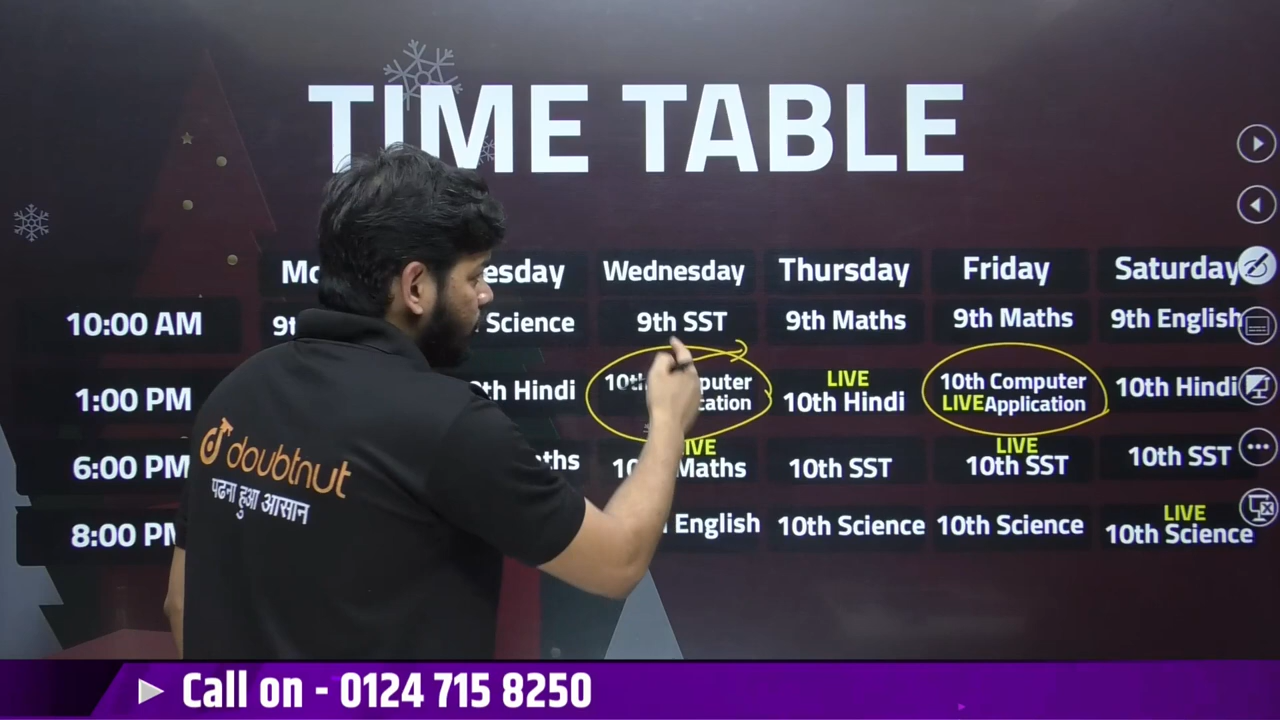 TIME TABLE
Wednesday Thursday Friday Saturday
10:00 AM Science 9th SST 9th Maths 9th Maths 9th English
1:00 PM Hindi LIVE 10th Hindi 10th Computer LIVE Application 10th Hindi
6:00 PM LIVE Maths 10th SST LIVE 10th SST 10th SST
8:00 English 10th Science 10th Science LIVE 10th Science
doubtnut
पढना हुआ आसान
Call on - 0124 715 8250